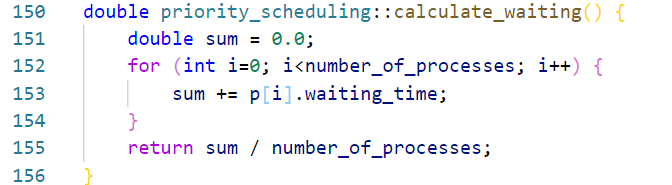 150 double priority_scheduling::calculate_waiting() {
151     double sum = 0.0;
152     for (int i=0; i<number_of_processes; i++) {
153         sum += p[i].waiting_time;
154     }
155     return sum / number_of_processes;
156 }